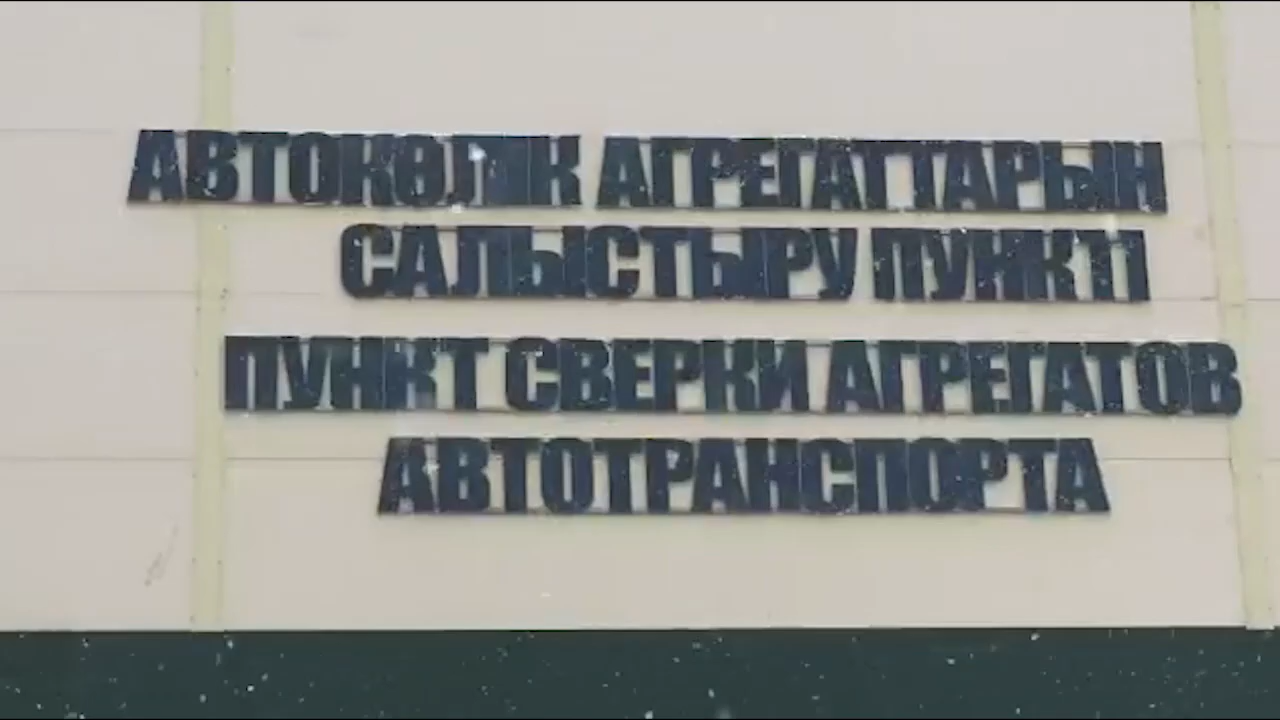 АВТОКӨЛІК АГРЕГАТТАРЫН
САЛЫСТЫРУ ПУНКТІ
ПУНКТ СВЕРКИ АГРЕГАТОВ
АВТОТРАНСПОРТА